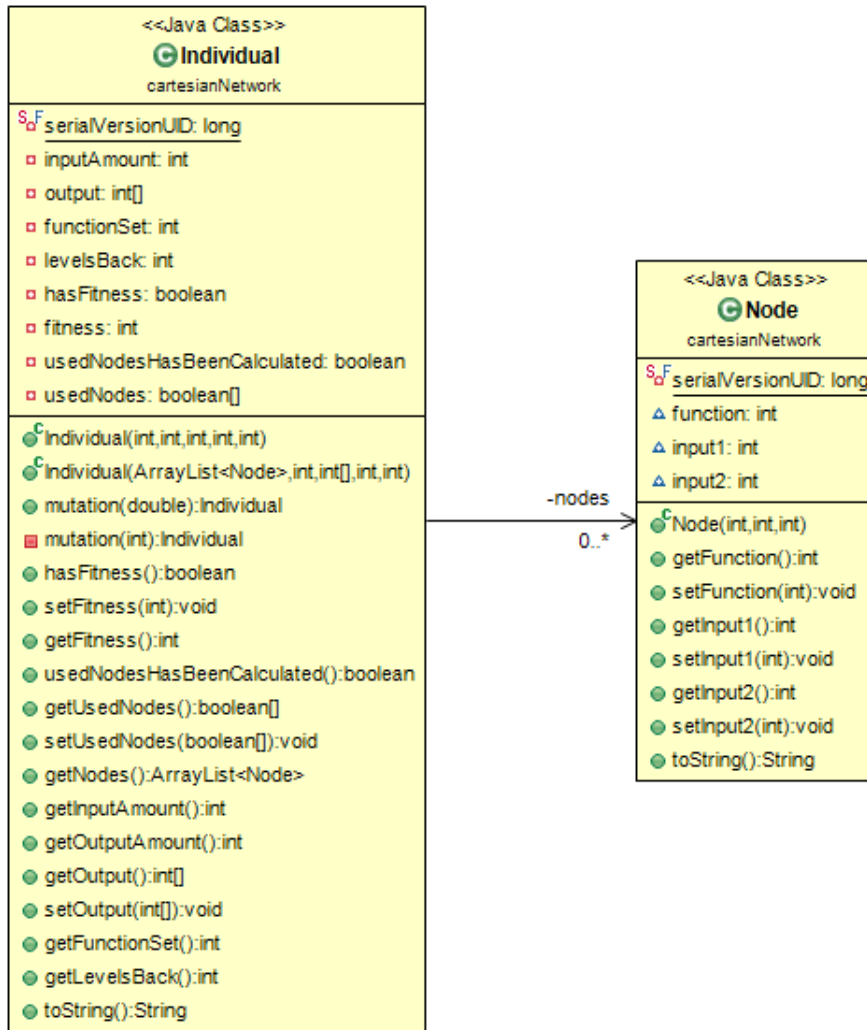 <<Java Class>>
C Individual
cartesianNetwork
S F serialVersionUID: long
inputAmount: int
output: int[]
functionSet: int
levelsBack: int
hasFitness: boolean
fitness: int
usedNodesHasBeenCalculated: boolean
usedNodes: boolean[]
C Individual(int,int,int,int,int)
C Individual(ArrayList<Node>,int,int[],int,int)
mutation(double):Individual
mutation(int):Individual
hasFitness():boolean
setFitness(int):void
getFitness():int
usedNodesHasBeenCalculated():boolean
getUsedNodes():boolean[]
setUsedNodes(boolean[]):void
getNodes():ArrayList<Node>
getInputAmount():int
getOutputAmount():int
getOutput():int[]
setOutput(int[]):void
getFunctionSet():int
getLevelsBack():int
toString():String
-nodes
0..*
<<Java Class>>
C Node
cartesianNetwork
S F serialVersionUID: long
function: int
input1: int
input2: int
C Node(int,int,int)
getFunction():int
setFunction(int):void
getInput1():int
setInput1(int):void
getInput2():int
setInput2(int):void
toString():String